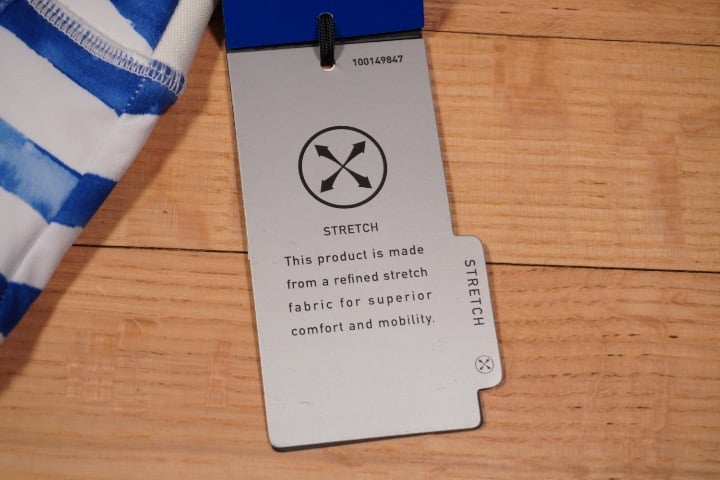 100149847
STRETCH
This product is made
from a refined stretch
fabric for superior
comfort and mobility.
STRETCH